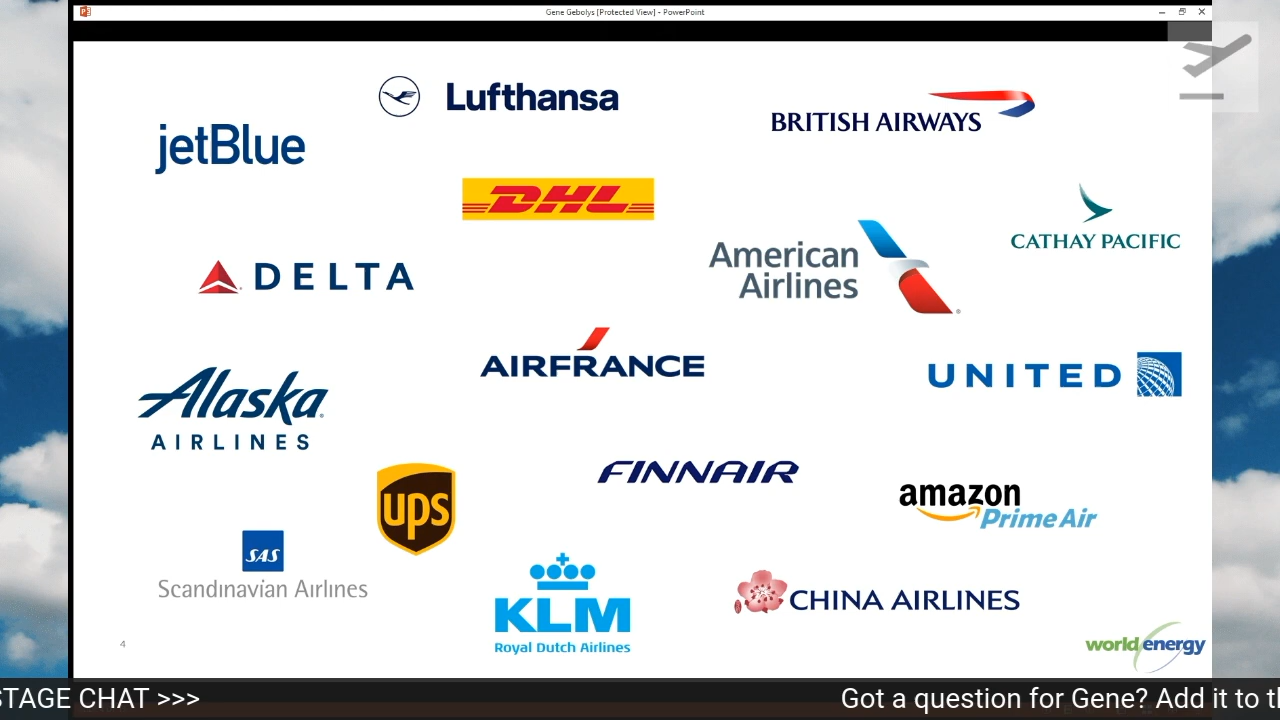 Gene Gebolys [Protected View] - PowerPoint
Lufthansa
BRITISH AIRWAYS
jetBlue
DHL
CATHAY PACIFIC
American
Airlines
DELTA
AIRFRANCE
UNITED
Alaska
AIRLINES
FINNAIR
ups
amazon
Prime Air
SAS
Scandinavian Airlines
KLM
Royal Dutch Airlines
CHINA AIRLINES
4
worldenergy
STAGE CHAT >>>
Got a question for Gene? Add it to th